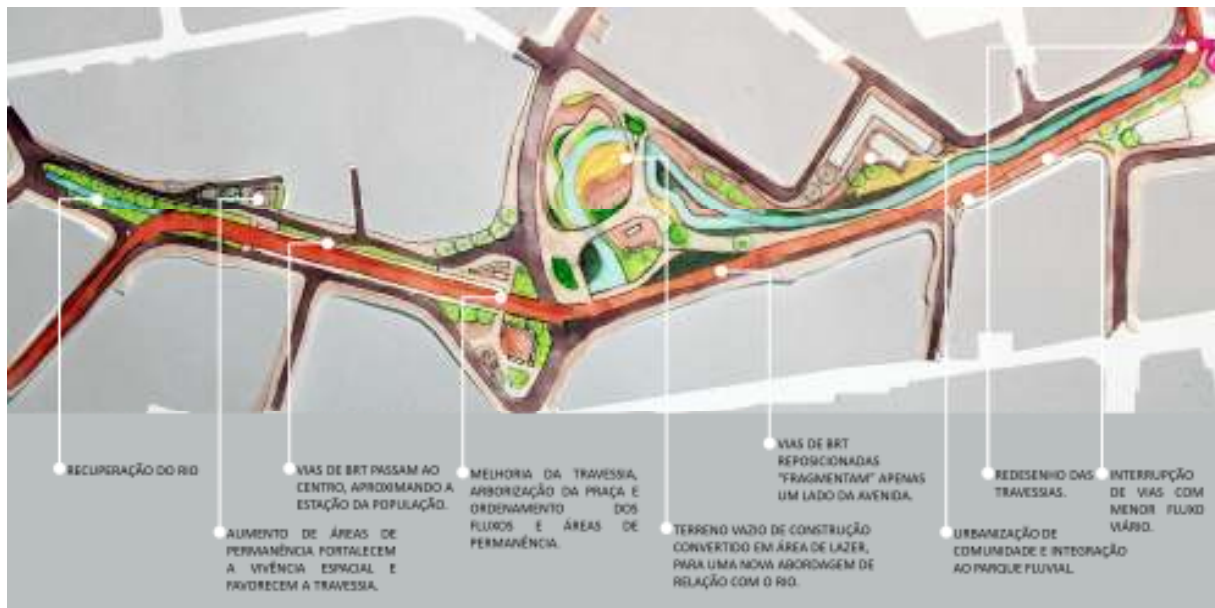 RECUPERAÇÃO DO RIO
AUMENTO DE ÁREAS DE
PERMANÊNCIA FORTALECEM
A VIVÊNCIA ESPACIAL E
FAVORECEM A TRAVESSIA.
VIAS DE BRT PASSAM AO
CENTRO, APROXIMANDO A
ESTAÇÃO DA POPULAÇÃO.
MELHORIA DA TRAVESSIA,
ARBORIZAÇÃO DA PRAÇA E
ORDENAMENTO DOS
FLUXOS E ÁREAS DE
PERMANÊNCIA.
TERRENO VAZIO DE CONSTRUÇÃO
CONVERTIDO EM ÁREA DE LAZER,
PARA UMA NOVA ABORDAGEM DE
RELAÇÃO COM O RIO.
VIAS DE BRT
REPOSICIONADAS
"FRAGMENTAM" APENAS
UM LADO DA AVENIDA.
URBANIZAÇÃO DE
COMUNIDADE E INTEGRAÇÃO
AO PARQUE FLUVIAL.
REDESENHO DAS
TRAVESSIAS.
INTERRUPÇÃO
DE VIAS COM
MENOR FLUXO
VIÁRIO.